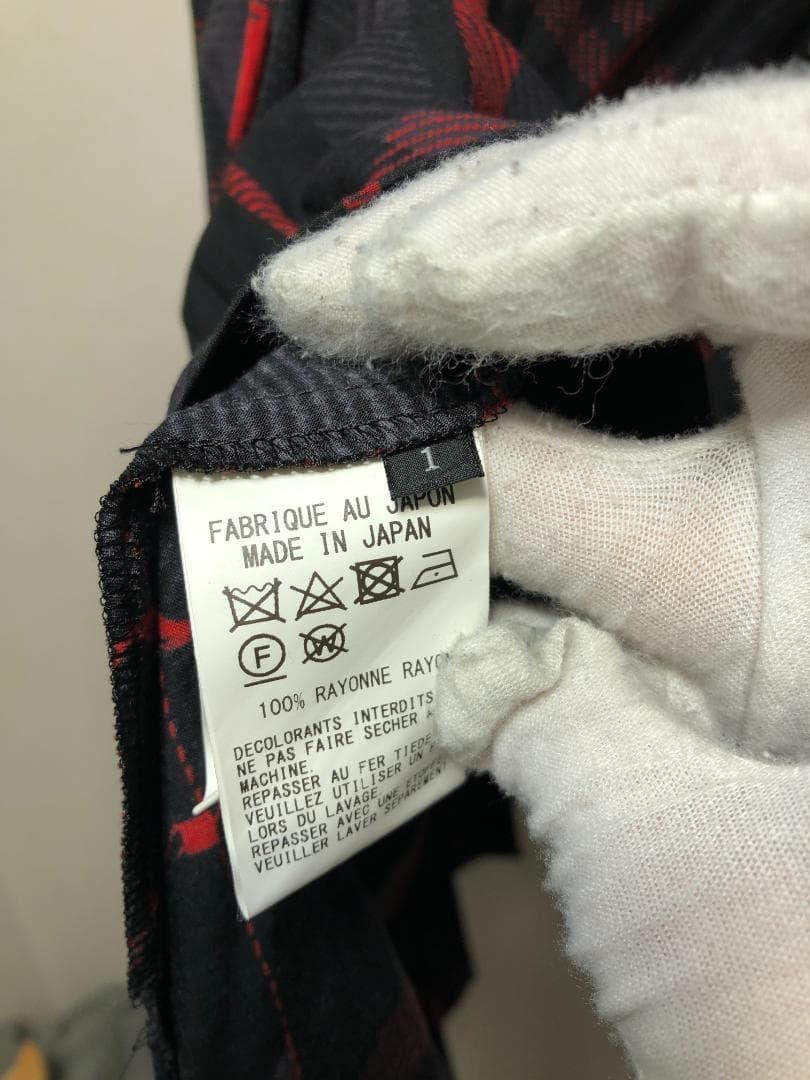 1
FABRIQUE AU JAPON
MADE IN JAPAN
F W
100% RAYONNE
DECOLORANTS INTERDITS
NE PAS FAIRE SECHER
MACHINE.
REPASSER AU FER TIEDE
VEUILLEZ UTILISER UN
LORS DU LAVAGE.
REPASSER AVEC UNE
VEUILLER LAVER SEPAREMENT